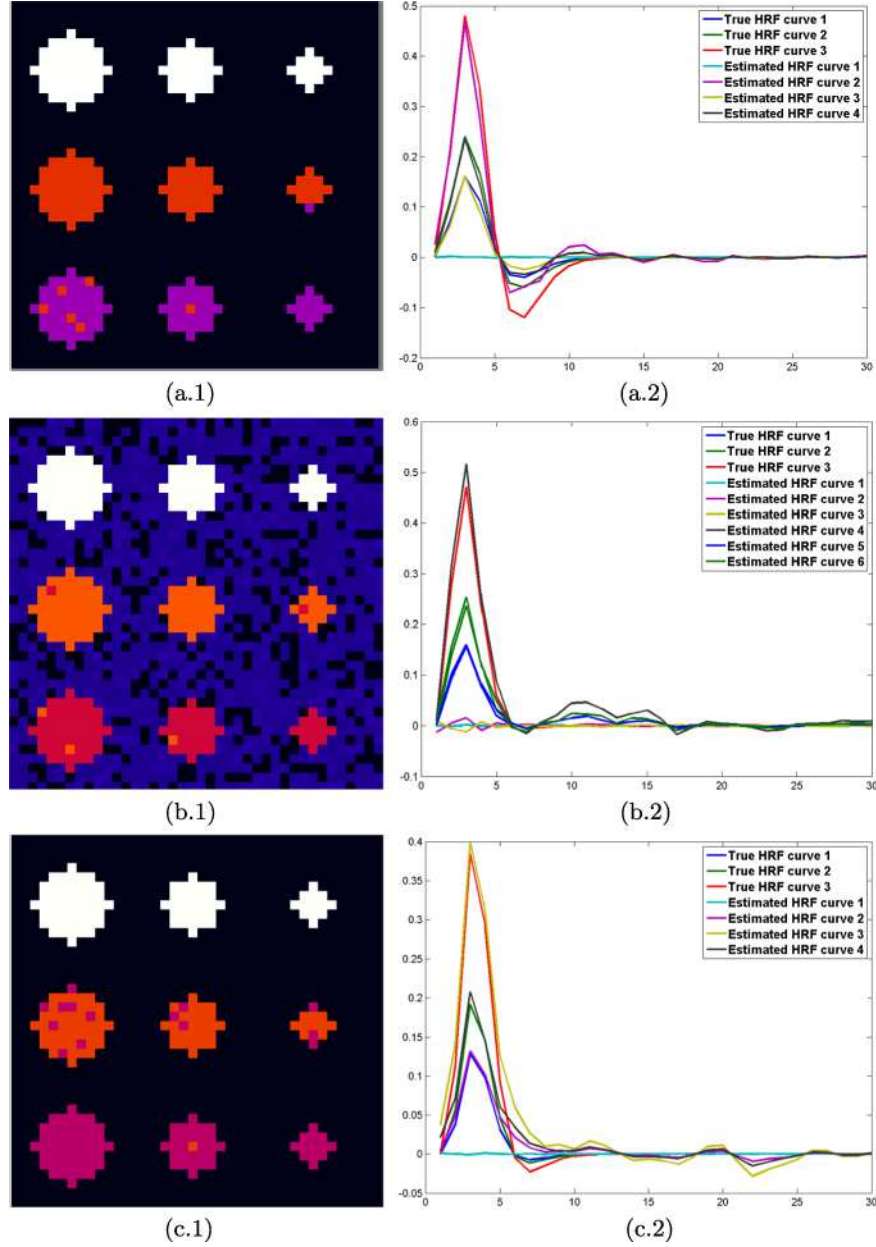 0.5
0.4
0.3
0.2
0.1
0
-0.1
-0.2
0
5
10
15
20
25
30
True HRF curve 1
True HRF curve 2
True HRF curve 3
Estimated HRF curve 1
Estimated HRF curve 2
Estimated HRF curve 3
Estimated HRF curve 4
(a.1)
(a.2)
0.6
0.5
0.4
0.3
0.2
0.1
0
-0.1
0
5
10
15
20
25
30
True HRF curve 1
True HRF curve 2
True HRF curve 3
Estimated HRF curve 1
Estimated HRF curve 2
Estimated HRF curve 3
Estimated HRF curve 4
Estimated HRF curve 5
Estimated HRF curve 6
(b.1)
(b.2)
0.4
0.35
0.3
0.25
0.2
0.15
0.1
0.05
0
-0.05
0
5
10
15
20
25
30
True HRF curve 1
True HRF curve 2
True HRF curve 3
Estimated HRF curve 1
Estimated HRF curve 2
Estimated HRF curve 3
Estimated HRF curve 4
(c.1)
(c.2)